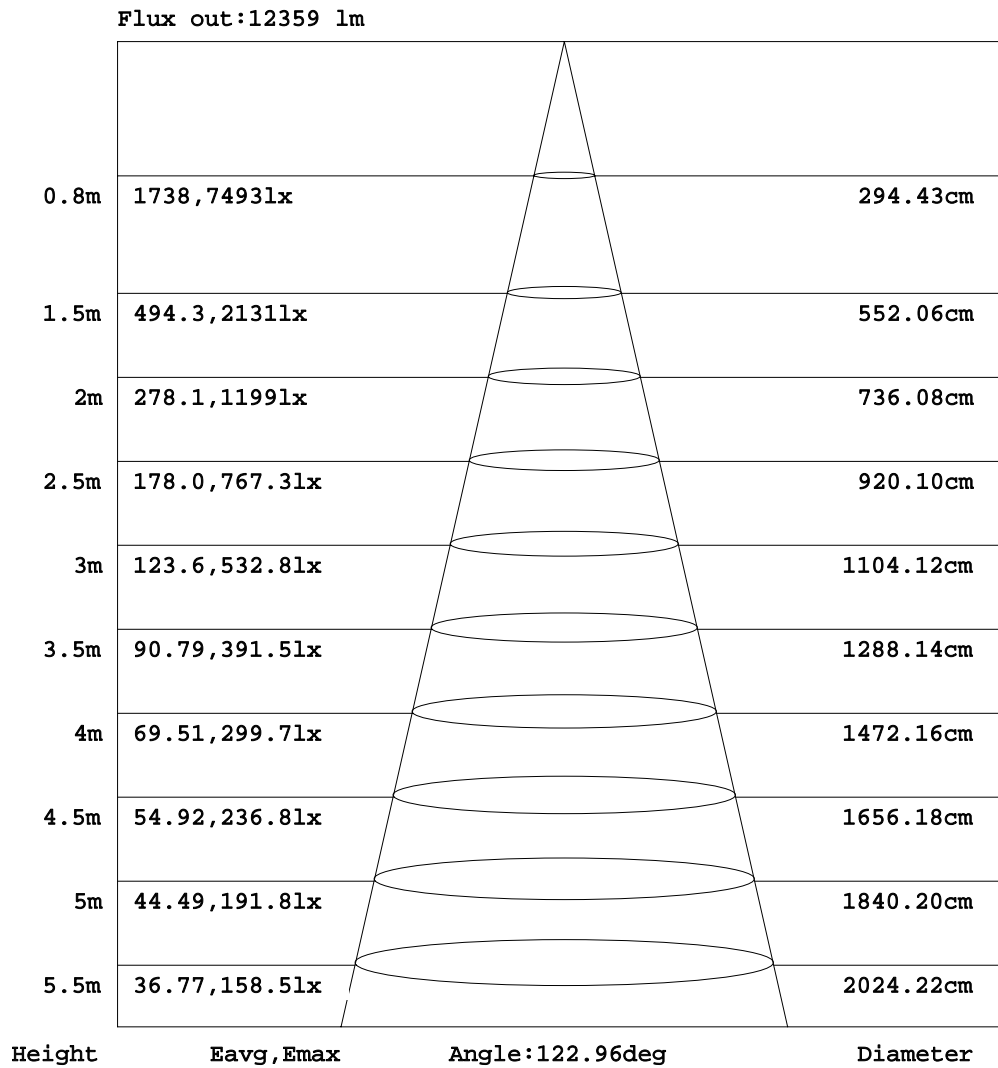 Flux out:12359 lm
0.8m 1738,7493lx 294.43cm
1.5m 494.3,2131lx 552.06cm
2m 278.1,1199lx 736.08cm
2.5m 178.0,767.3lx 920.10cm
3m 123.6,532.8lx 1104.12cm
3.5m 90.79,391.5lx 1288.14cm
4m 69.51,299.7lx 1472.16cm
4.5m 54.92,236.8lx 1656.18cm
5m 44.49,191.8lx 1840.20cm
5.5m 36.77,158.5lx 2024.22cm
Height Eavg,Emax Angle:122.96deg Diameter